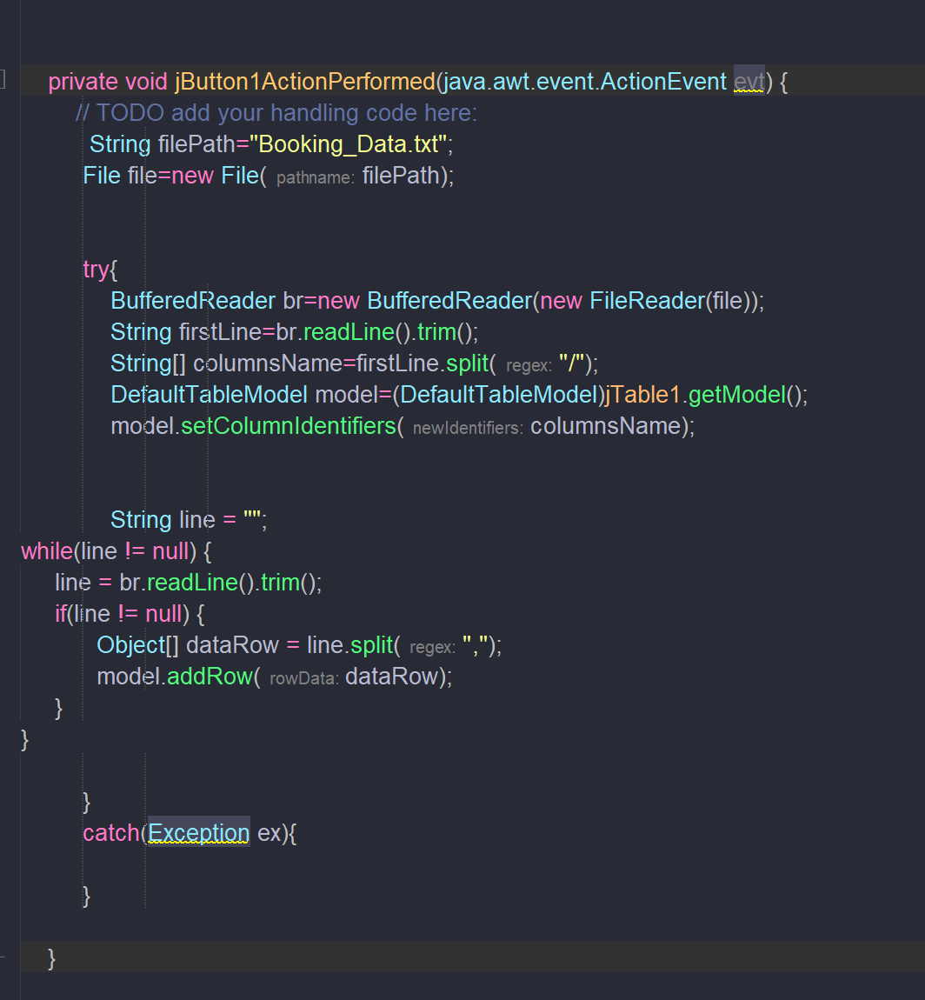 private void jButton1ActionPerformed(java.awt.event.ActionEvent evt) {
// TODO add your handling code here:
String filePath="Booking_Data.txt";
File file=new File( pathname: filePath);
try{
BufferedReader br=new BufferedReader(new FileReader(file));
String firstLine=br.readLine().trim();
String[] columnsName=firstLine.split( regex: "/");
DefaultTableModel model=(DefaultTableModel)jTable1.getModel();
model.setColumnIdentifiers( newIdentifiers: columnsName);
String line = "";
while(line != null) {
line = br.readLine().trim();
if(line != null) {
Object[] dataRow = line.split( regex: ",");
model.addRow( rowData: dataRow);
}
}
}
catch(Exception ex){
}
}